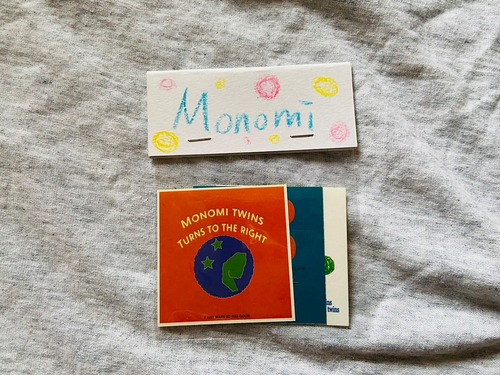 Monomi
MONOMI TWINS
TURNS TO THE RIGHT
twins